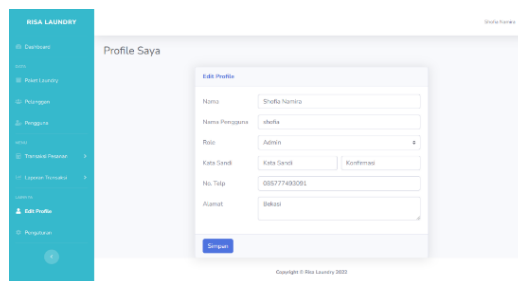 RISA LAUNDRY
Shofia Namira
Dashboard
DATA
Paket Laundry
Pelanggan
Pengguna
MENU
Transaksi Pesanan
Laporan Transaksi
Edit Profile
Pengaturan
Profile Saya
Edit Profile
Nama Shofia Namira
Nama Pengguna shofia
Role Admin
Kata Sandi Kata Sandi Konfirmasi
No. Telp
Alamat Bekasi
Simpan
Copyright © Risa Laundry 2022